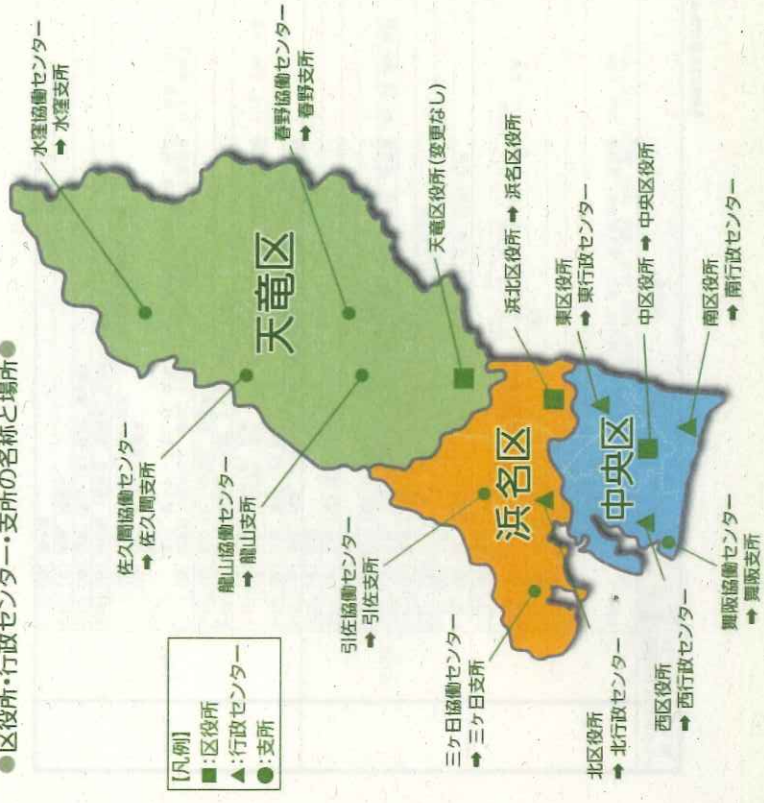 ●区役所・行政センター・支所の名称と場所●
水窪協働センター
➡ 水窪支所
春野協働センター
➡ 春野支所
佐久間協働センター
➡ 佐久間支所
龍山協働センター
➡ 龍山支所
天竜区
天竜区役所(変更なし)
【凡例】
■:区役所
▲:行政センター
●:支所
引佐協働センター
➡ 引佐支所
三ヶ日協働センター
➡ 三ヶ日支所
浜名区
浜北区役所 ➡ 浜名区役所
東区役所
➡ 東行政センター
中央区
中区役所 ➡ 中央区役所
南区役所
➡ 南行政センター
北区役所
➡ 北行政センター
西区役所
➡ 西行政センター
舞阪協働センター
➡ 舞阪支所